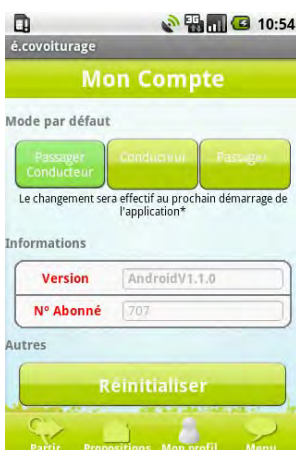 10:54
é.covoiturage
Mon Compte
Mode par défaut
Passager Conducteur
Conducteur
Passager
Le changement sera effectif au prochain démarrage de
l'application*
Informations
Version AndroidV1.1.0
N° Abonné 707
Autres
Réinitialiser
Partir Propositions Mon profil Menu